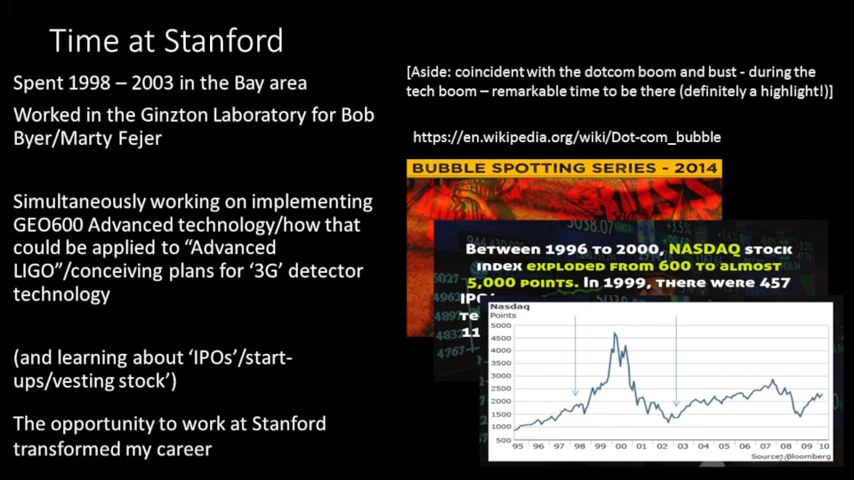 Time at Stanford
Spent 1998 – 2003 in the Bay area
Worked in the Ginzton Laboratory for Bob
Byer/Marty Fejer
Simultaneously working on implementing
GEO600 Advanced technology/how that
could be applied to “Advanced
LIGO”/conceiving plans for ‘3G’ detector
technology
(and learning about ‘IPOs’/start-
ups/vesting stock’)
The opportunity to work at Stanford
transformed my career
[Aside: coincident with the dotcom boom and bust - during the
tech boom – remarkable time to be there (definitely a highlight!)]
https://en.wikipedia.org/wiki/Dot-com_bubble
BUBBLE SPOTTING SERIES - 2014
Between 1996 to 2000, NASDAQ stock
index exploded from 600 to almost
5,000 points. In 1999, there were 457
IPO
te
11
Nasdaq
Points
5000
4500
4000
3500
3000
2500
2000
1500
1000
500
95 96 97 98 99 00 01 02 03 04 05 06 07 08 09 10
Source: Bloomberg